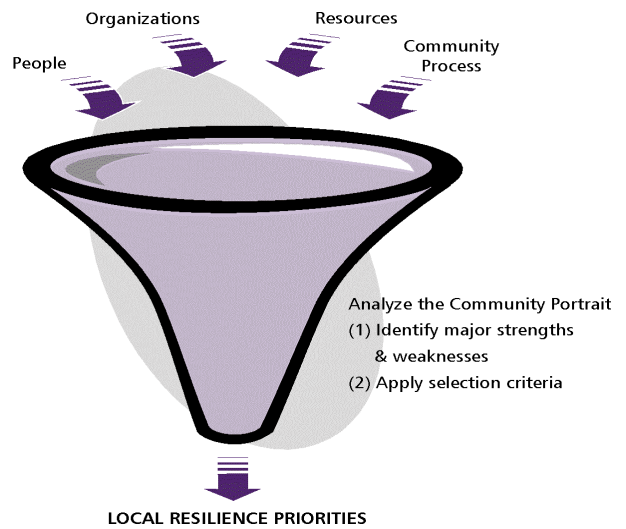 Organizations
Resources
People
Community
Process
Analyze the Community Portrait
(1) Identify major strengths
& weaknesses
(2) Apply selection criteria
LOCAL RESILIENCE PRIORITIES